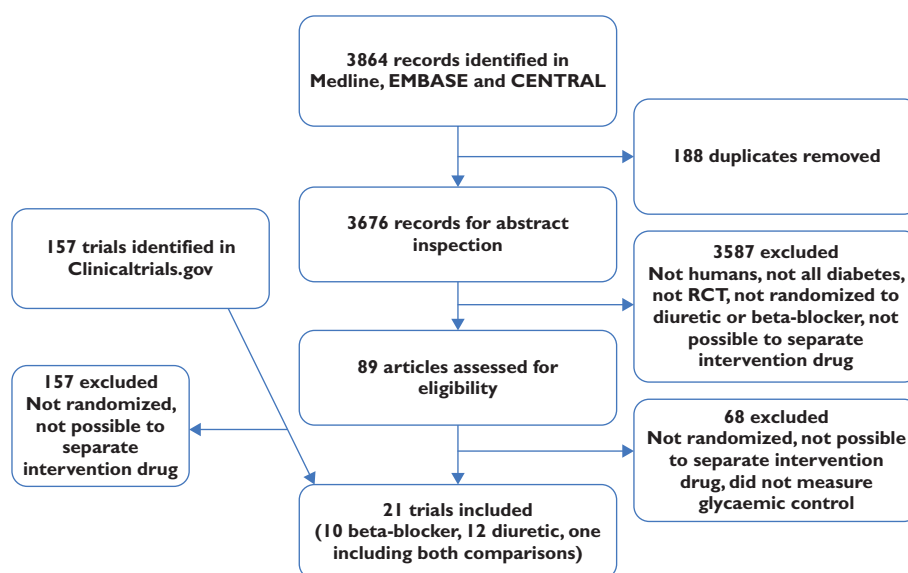 3864 records identified in
Medline, EMBASE and CENTRAL
188 duplicates removed
3676 records for abstract
inspection
157 trials identified in
Clinicaltrials.gov
3587 excluded
Not humans, not all diabetes,
not RCT, not randomized to
diuretic or beta-blocker, not
possible to separate
intervention drug
89 articles assessed for
eligibility
157 excluded
Not randomized,
not possible to
separate
intervention drug
68 excluded
Not randomized, not possible
to separate intervention
drug, did not measure
glycaemic control
21 trials included
(10 beta-blocker, 12 diuretic, one
including both comparisons)